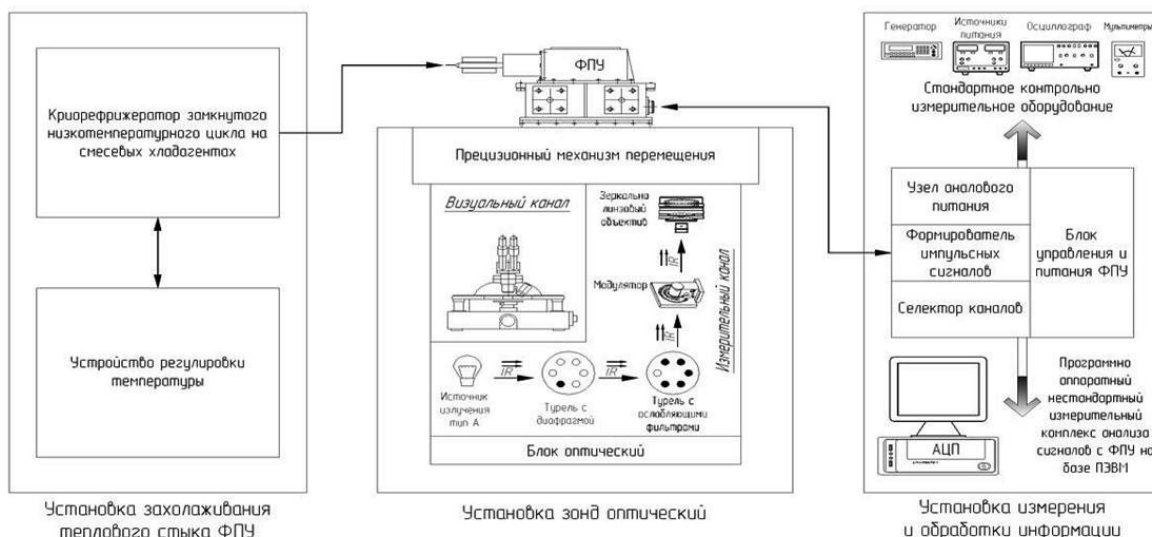 Криорефрижератор замкнутого
низкотемпературного цикла на
смесевых хладагентах
Устройство регулировки
температуры
Установка захолаживания
теплового стыка ФПУ
ФПУ
Прецизионный механизм перемещения
Визуальный канал
Зеркально
линзовый
объектив
IR
Модулятор
IR
Измерительный канал
IR
IR
Источник
излучения
тип А
Турель с
диафрагмой
Турель с
ослабляющими
фильтрами
Блок оптический
Установка зонд оптический
Генератор
Источники
питания
Осциллограф
Мультиметры
Стандартное контрольно
измерительное оборудование
Узел аналового
питания
Формирователь
импульсных
сигналов
Селектор каналов
Блок
управления и
питания ФПУ
АЦП
Программно
аппаратный
нестандартный
измерительный
комплекс анализа
сигналов с ФПУ на
базе ПЭВМ
Установка измерения
и обработки информации